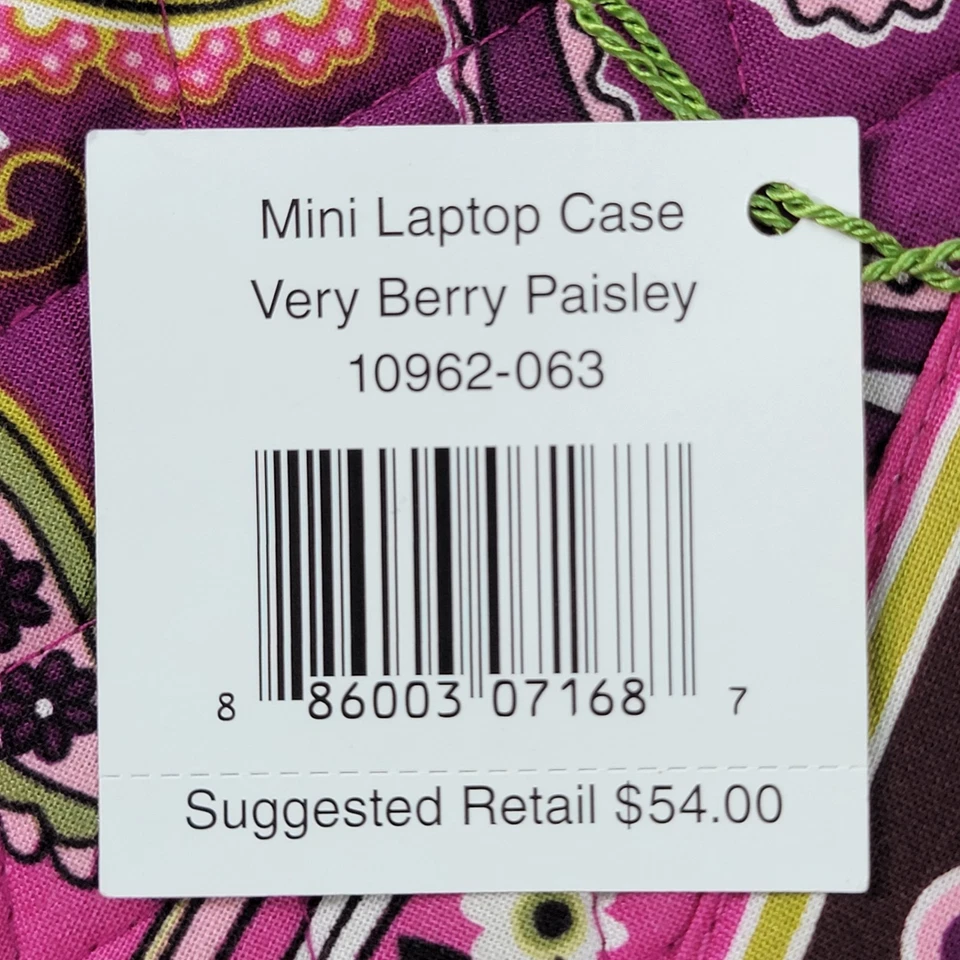 Mini Laptop Case
Very Berry Paisley
10962-063
8 86003 07168 7
Suggested Retail $54.00